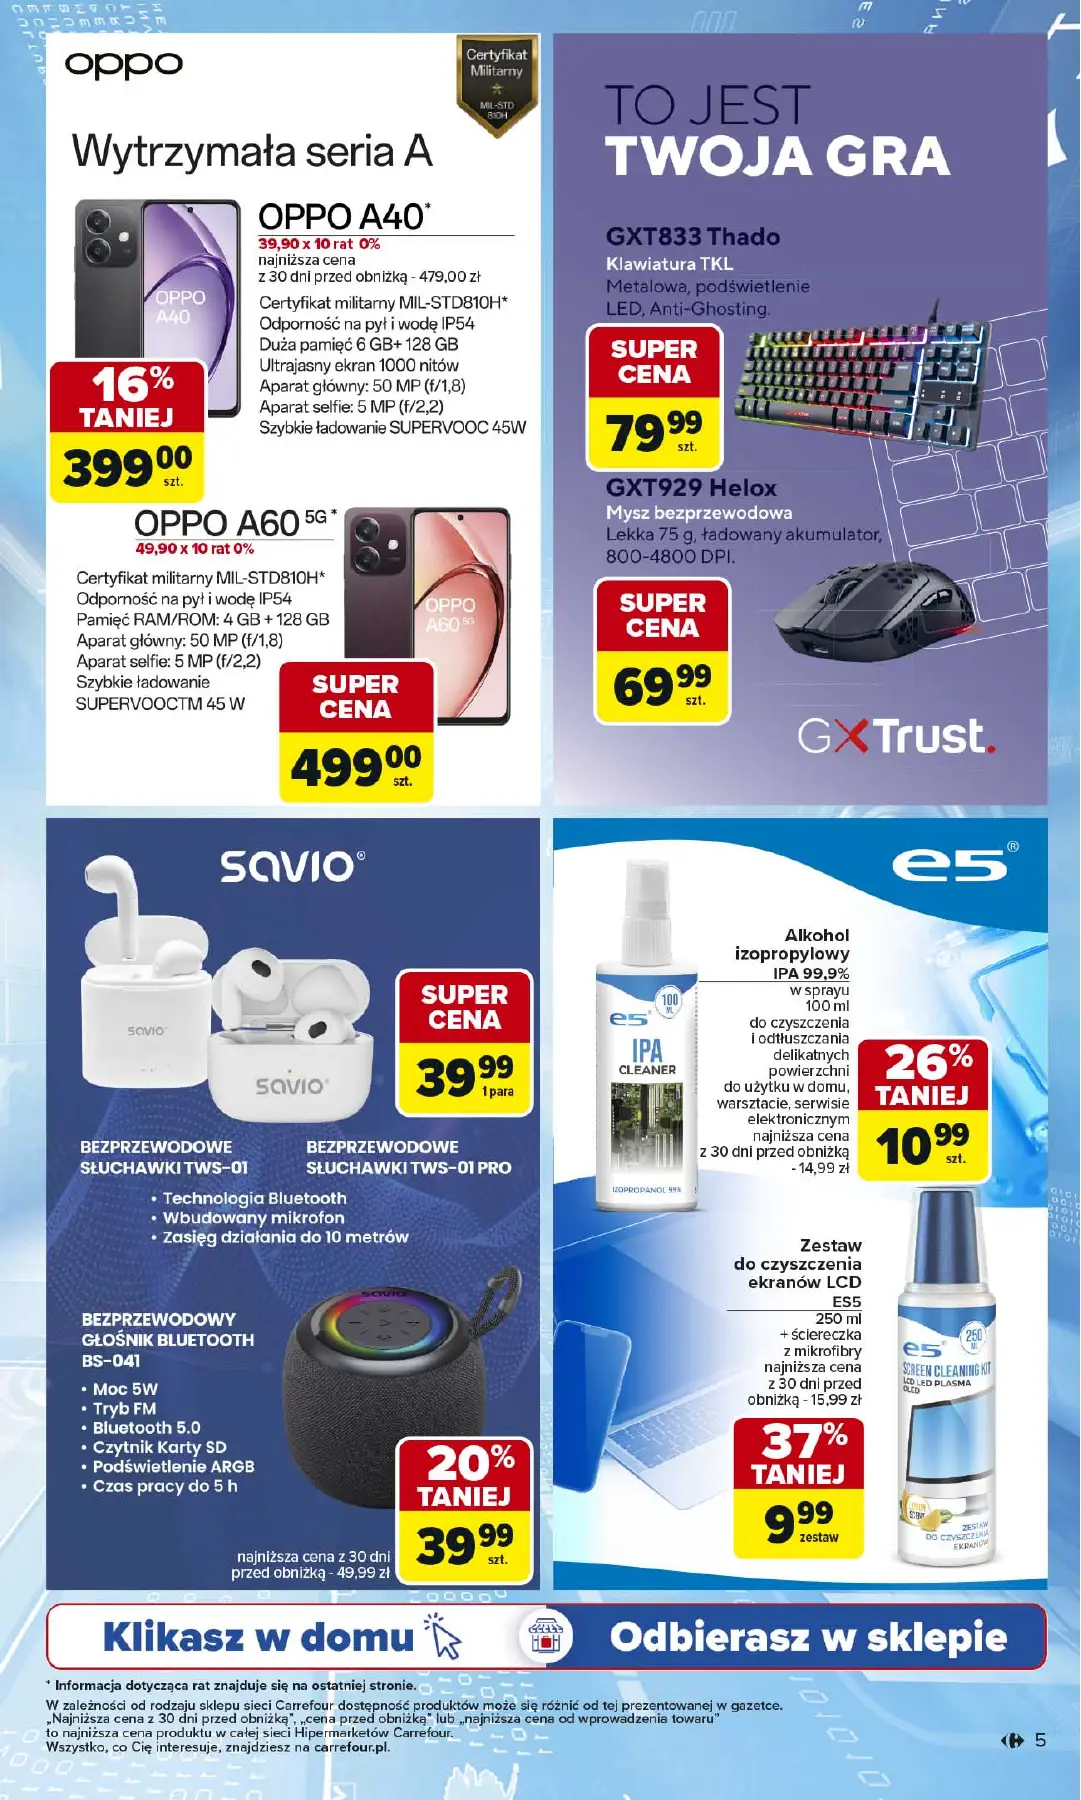 oppo
Certyfikat
Militarny
MIL-STD
810H
Wytrzymała seria A
OPPO A40*
39,90 x 10 rat 0%
najniższa cena
z 30 dni przed obniżką - 479,00 zł
Certyfikat militarny MIL-STD810H*
Odporność na pył i wodę IP54
Duża pamięć 6 GB+ 128 GB
Ultrajasny ekran 1000 nitów
Aparat główny: 50 MP (f/1,8)
Aparat selfie: 5 MP (f/2,2)
Szybkie ładowanie SUPERVOOC 45W
OPPO
A40
16%
TANIEJ
399 00
szt.
OPPO A60 5G*
49,90 x 10 rat 0%
Certyfikat militarny MIL-STD810H*
Odporność na pył i wodę IP54
Pamięć RAM/ROM: 4 GB + 128 GB
Aparat główny: 50 MP (f/1,8)
Aparat selfie: 5 MP (f/2,2)
Szybkie ładowanie
SUPERVOOCTM 45 W
OPPO
A60 5G
SUPER
CENA
499 00
szt.
TO JEST
TWOJA GRA
GXT833 Thado
Klawiatura TKL
Metalowa, podświetlenie
LED, Anti-Ghosting.
SUPER
CENA
79 99
szt.
GXT929 Helox
Mysz bezprzewodowa
Lekka 75 g, ładowany akumulator,
800-4800 DPI.
SUPER
CENA
69 99
szt.
GXTrust.
SAVIO®
SAVIO
SAVIO
SUPER
CENA
39 99
1 para
BEZPRZEWODOWE
SŁUCHAWKI TWS-01
BEZPRZEWODOWE
SŁUCHAWKI TWS-01 PRO
• Technologia Bluetooth
• Wbudowany mikrofon
• Zasięg działania do 10 metrów
SAVIO
BEZPRZEWODOWY
GŁOŚNIK BLUETOOTH
BS-041
• Moc 5W
• Tryb FM
• Bluetooth 5.0
• Czytnik Karty SD
• Podświetlenie ARGB
• Czas pracy do 5 h
20%
TANIEJ
39 99
szt.
najniższa cena z 30 dni
przed obniżką - 49,99 zł
e5®
Alkohol
izopropylowy
IPA 99,9%
w sprayu
100 ml
do czyszczenia
i odtłuszczania
delikatnych
powierzchni
do użytku w domu,
warsztacie, serwisie
elektronicznym
najniższa cena
z 30 dni przed obniżką
- 14,99 zł
100
ML
e5
IPA
CLEANER
IZOPROPANOL 99%
26%
TANIEJ
10 99
szt.
Zestaw
do czyszczenia
ekranów LCD
ES5
250 ml
+ ściereczka
z mikrofibry
najniższa cena
z 30 dni przed
obniżką - 15,99 zł
250
ML
e5
SCREEN CLEANING KIT
LCD LED PLASMA
OLED
ZESTAW
DO CZYSZCZENIA
EKRANÓW
37%
TANIEJ
9 99
zestaw
Klikasz w domu
Odbierasz w sklepie
* Informacja dotycząca rat znajduje się na ostatniej stronie.
W zależności od rodzaju sklepu sieci Carrefour dostępność produktów może się różnić od tej prezentowanej w gazetce.
„Najniższa cena z 30 dni przed obniżką”, „cena przed obniżką” lub „najniższa cena od wprowadzenia towaru”
to najniższa cena produktu w całej sieci Hipermarketów Carrefour.
Wszystko, co Cię interesuje, znajdziesz na carrefour.pl.
5